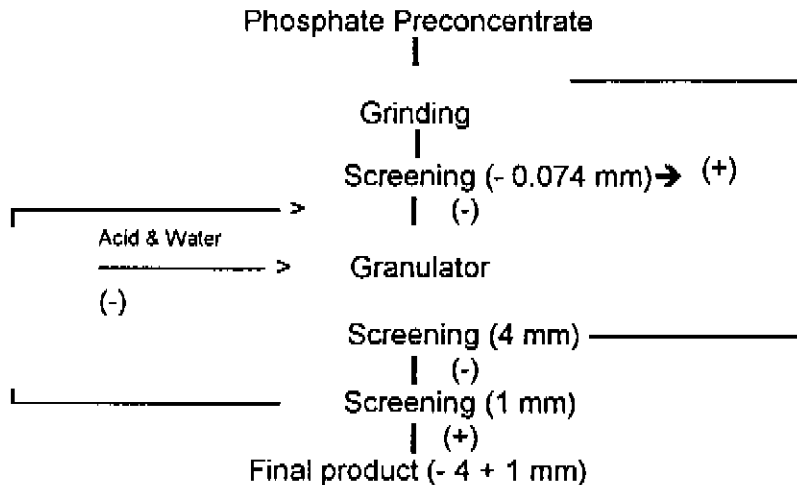 Phosphate Preconcentrate
Grinding
Screening (- 0.074 mm)➔ (+)
(-)
Acid & Water
Granulator
(-)
Screening (4 mm)
(-)
Screening (1 mm)
(+)
Final product (- 4 + 1 mm)